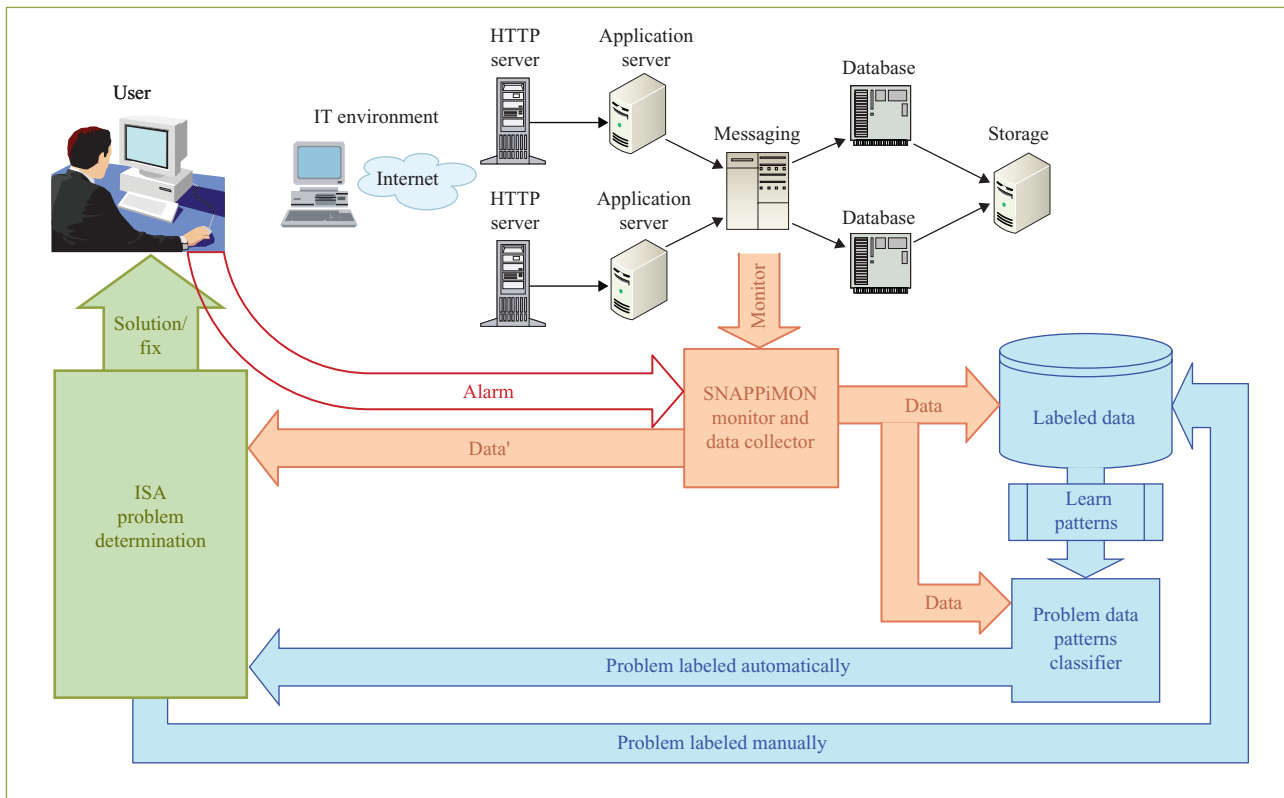 HTTP
server
Application
server
User
Database
IT environment
Messaging
Storage
Internet
HTTP
server
Application
server
Database
Monitor
Solution/
fix
Alarm
SNAPPiMON
monitor and
data collector
Data
Labeled data
Data'
ISA
problem
determination
Learn
patterns
Data
Problem data
patterns
classifier
Problem labeled automatically
Problem labeled manually